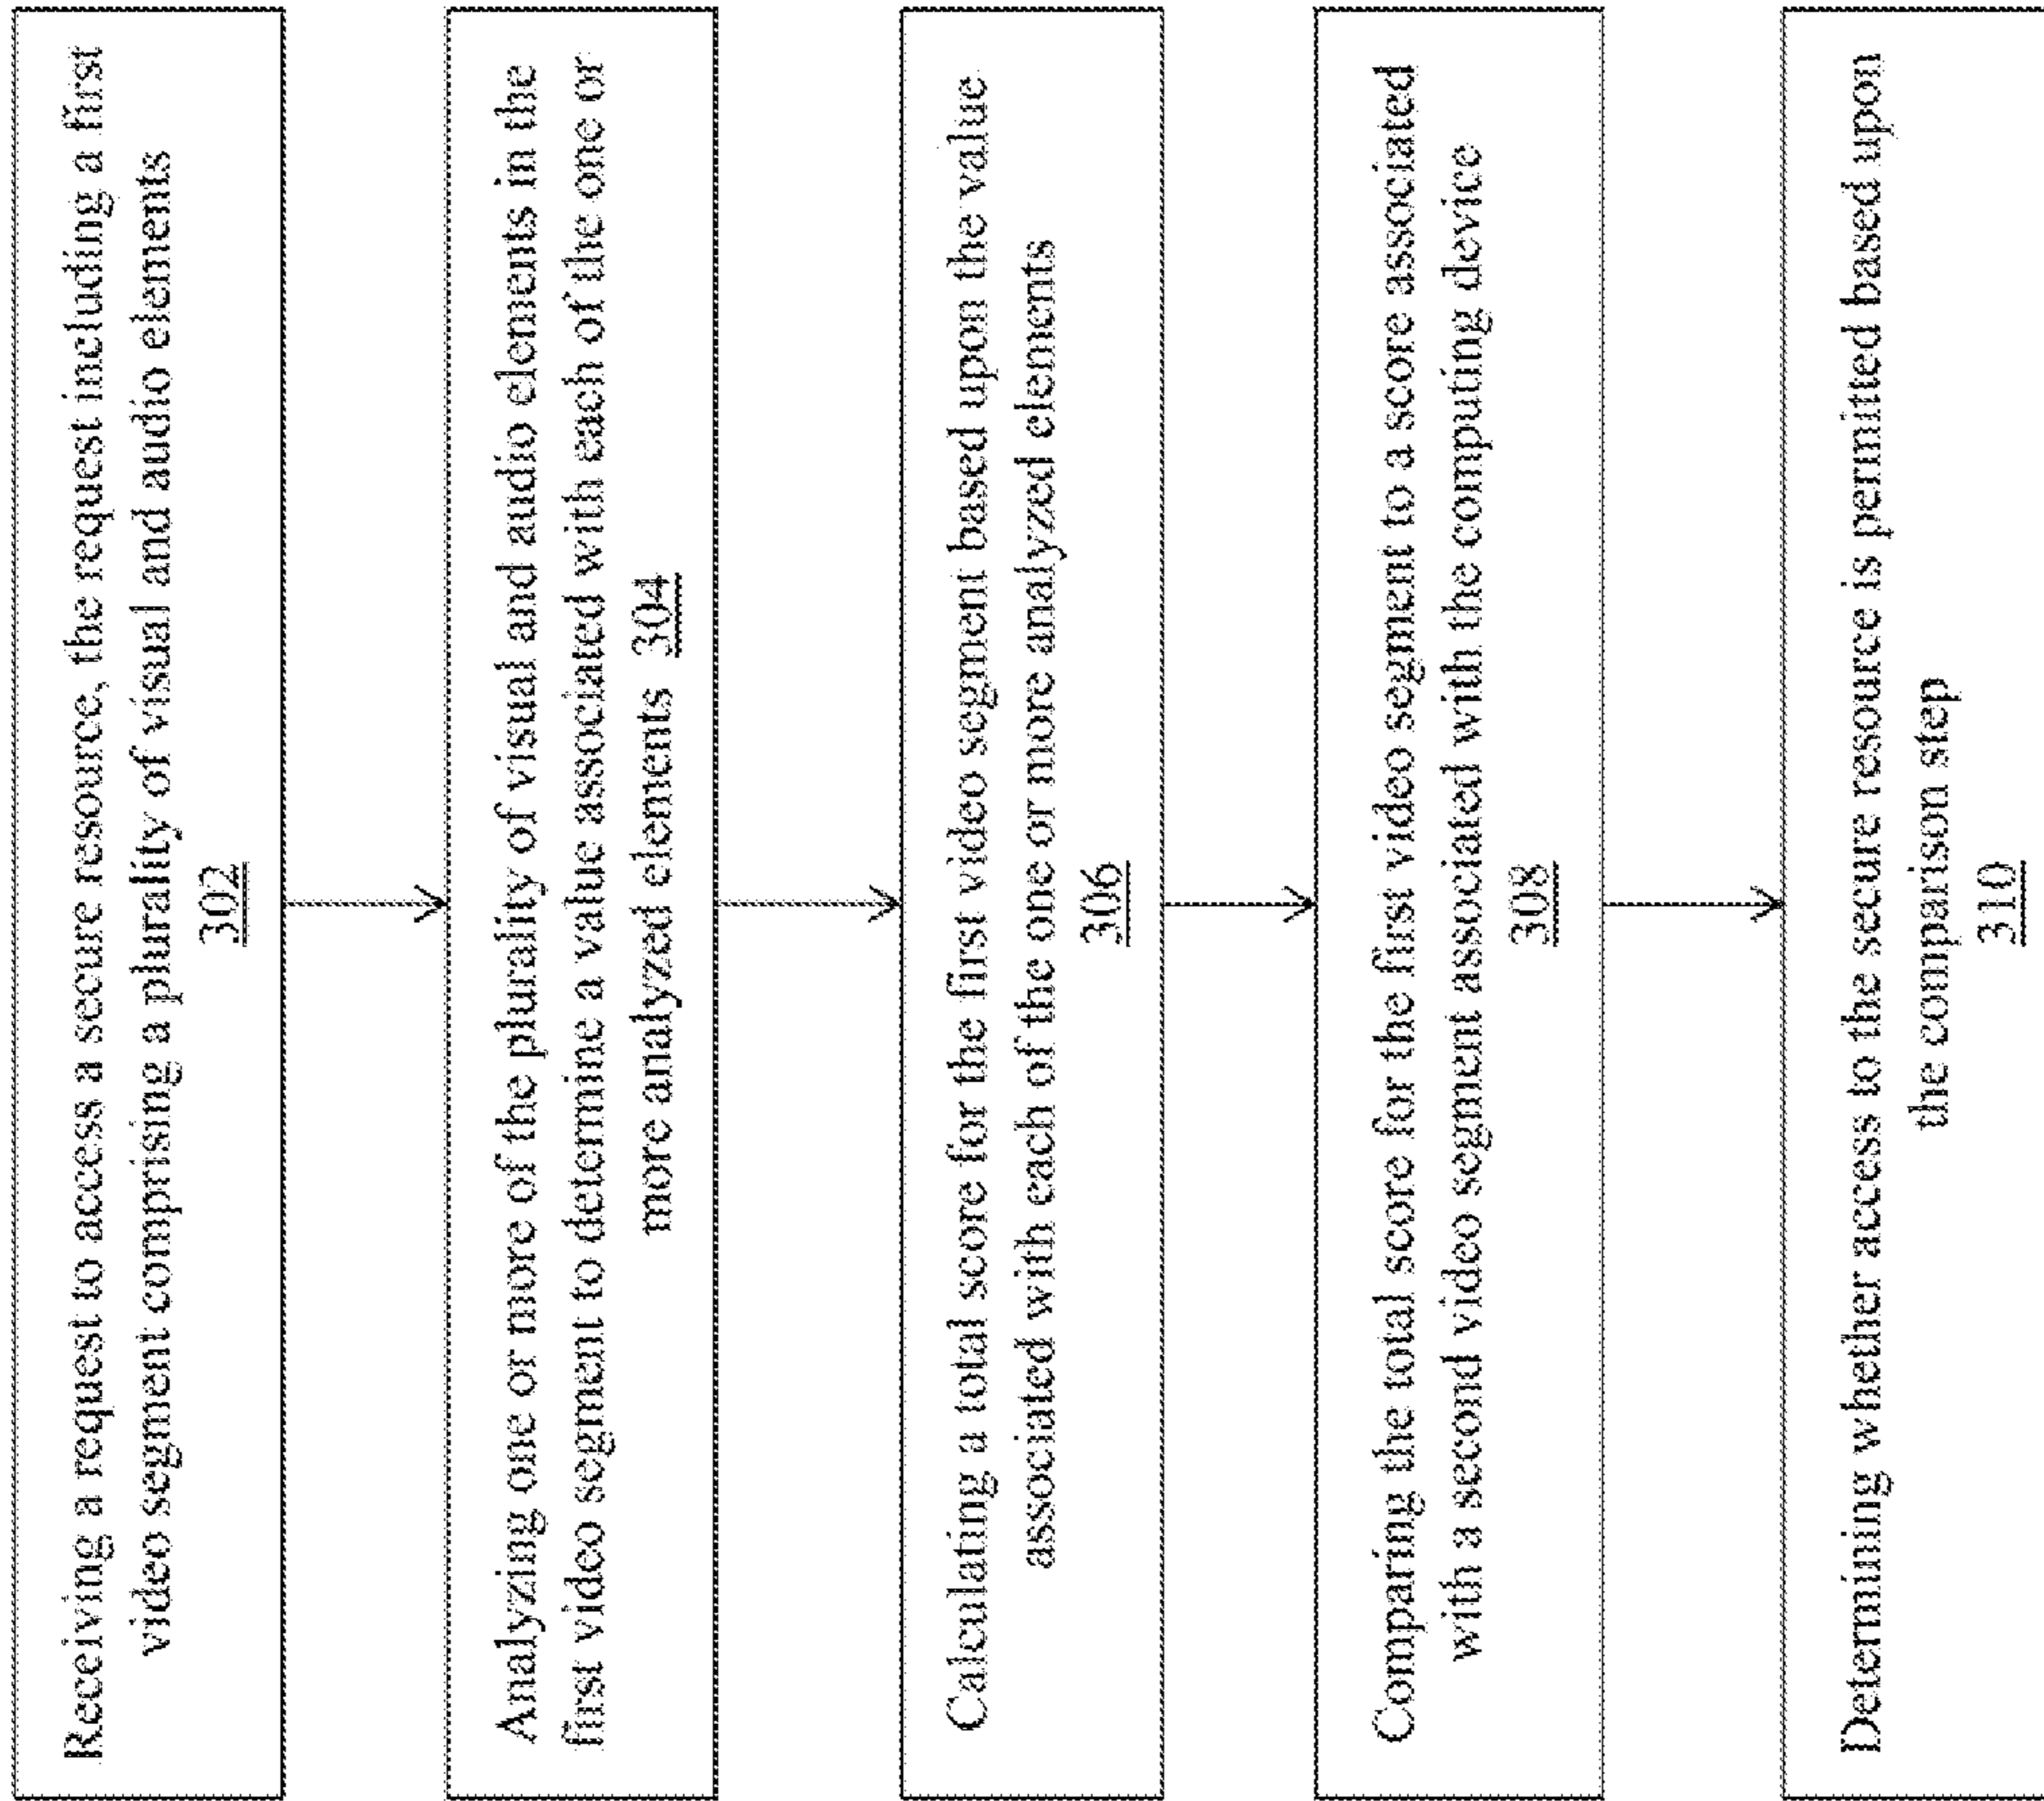 Receiving a request to access a secure resource, the request including a first
video segment comprising a plurality of visual and audio elements
302
Analyzing one or more of the plurality of visual and audio elements in the
first video segment to determine a value associated with each of the one or
more analyzed elements 304
Calculating a total score for the first video segment based upon the value
associated with each of the one or more analyzed elements
306
Comparing the total score for the first video segment to a score associated
with a second video segment associated with the computing device
308
Determining whether access to the secure resource is permitted based upon
the comparison step
310